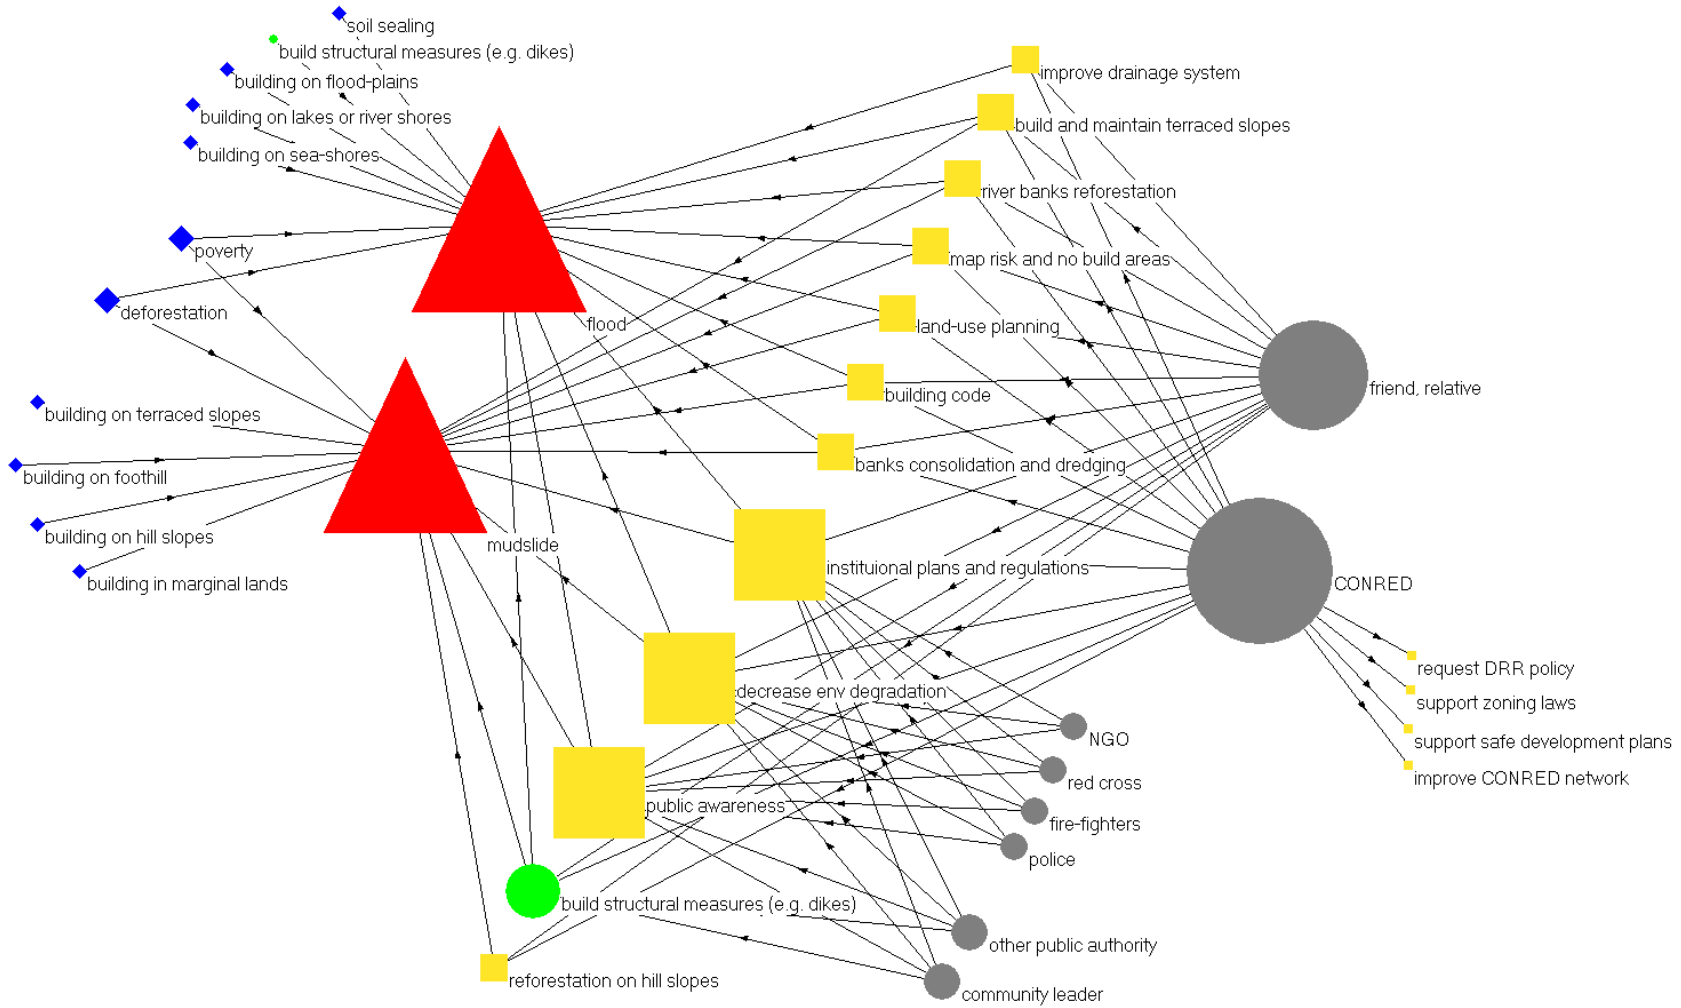 soil sealing
build structural measures (e.g. dikes)
building on flood-plains
building on lakes or river shores
building on sea-shores
poverty
deforestation
building on terraced slopes
building on foothill
building on hill slopes
building in marginal lands
flood
mudslide
improve drainage system
build and maintain terraced slopes
river banks reforestation
map risk and no build areas
land-use planning
building code
banks consolidation and dredging
instituional plans and regulations
decrease env degradation
public awareness
build structural measures (e.g. dikes)
reforestation on hill slopes
friend, relative
CONRED
request DRR policy
support zoning laws
support safe development plans
improve CONRED network
NGO
red cross
fire-fighters
police
other public authority
community leader